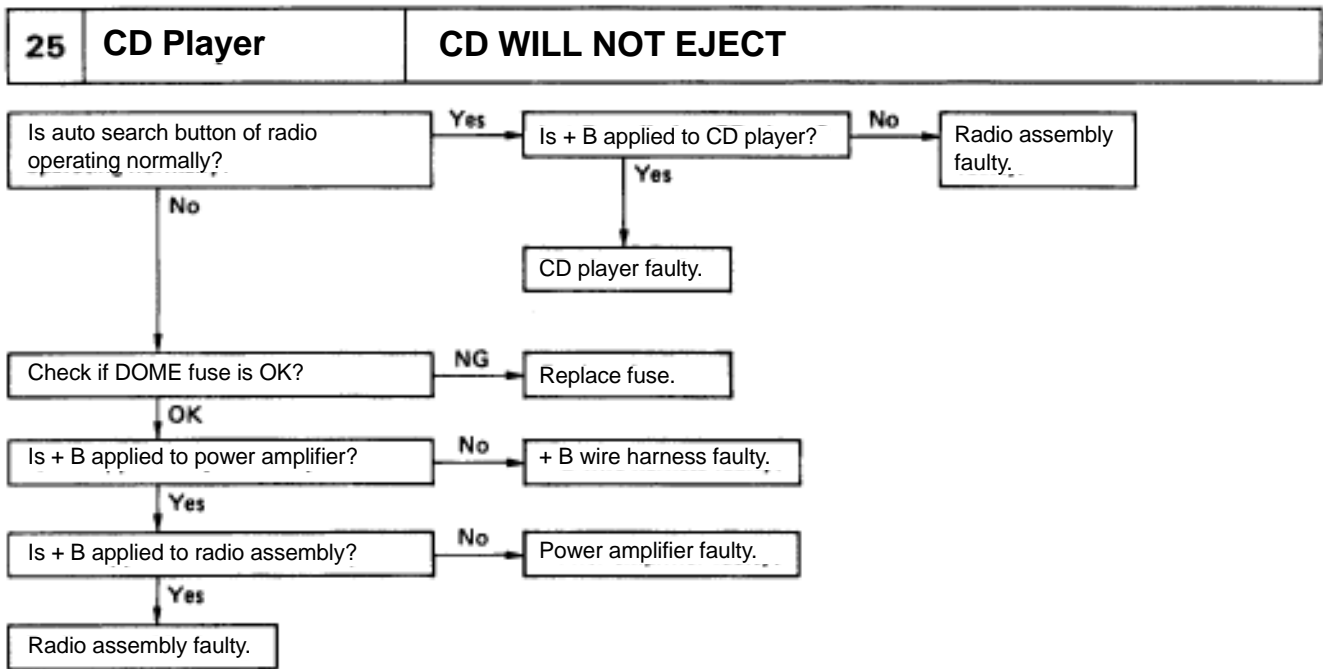 25 CD Player CD WILL NOT EJECT
Is auto search button of radio
operating normally?
Yes
Is + B applied to CD player?
No
Radio assembly
faulty.
Yes
No
CD player faulty.
Check if DOME fuse is OK?
NG
Replace fuse.
OK
Is + B applied to power amplifier?
No
+ B wire harness faulty.
Yes
Is + B applied to radio assembly?
No
Power amplifier faulty.
Yes
Radio assembly faulty.